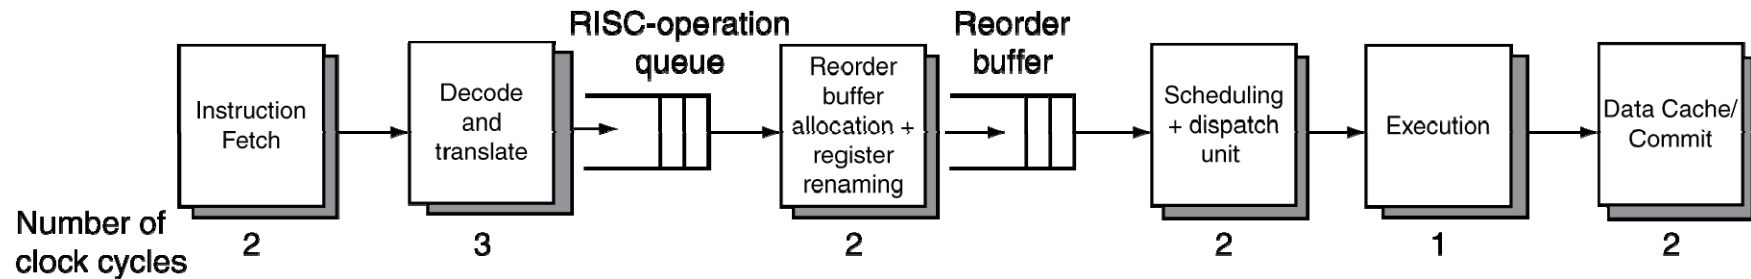 RISC-operation
queue
Reorder
buffer
Instruction
Fetch
Decode
and
translate
Reorder
buffer
allocation +
register
renaming
Scheduling
+ dispatch
unit
Execution
Data Cache/
Commit
Number of
clock cycles
2
3
2
2
1
2